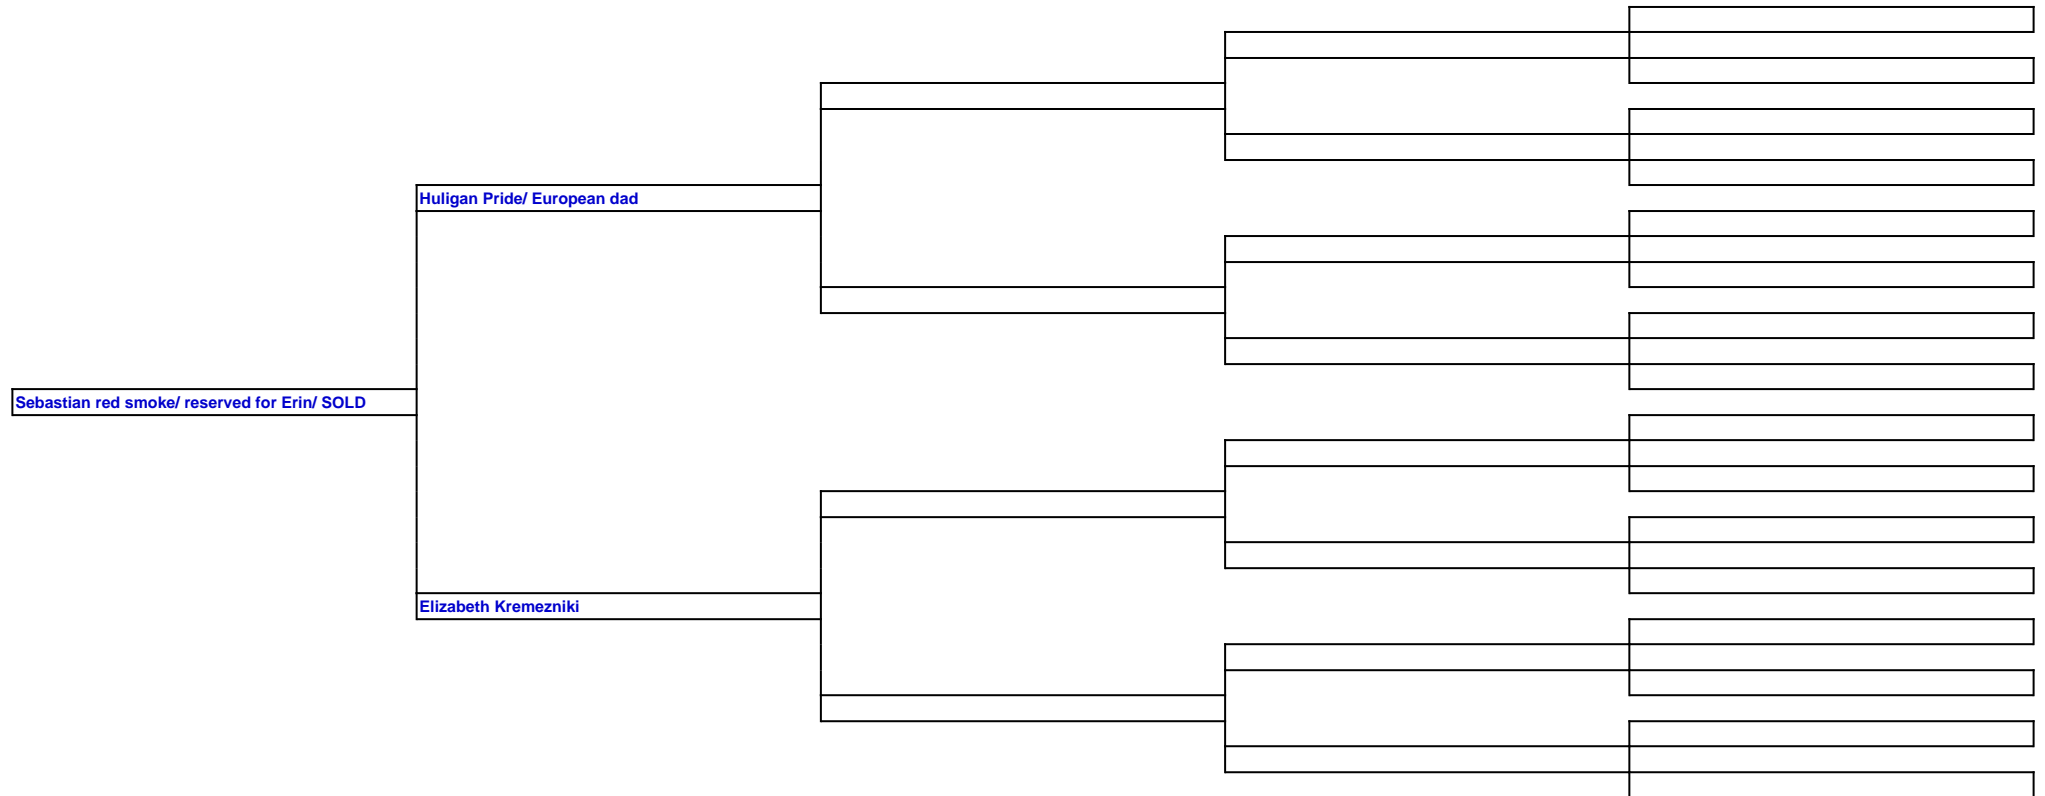 Huligan Pride/ European dad
Sebastian red smoke/ reserved for Erin/ SOLD
Elizabeth Kremezniki